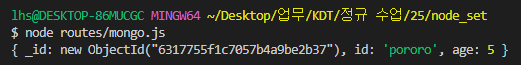 lhs@DESKTOP-86MUCGC MINGW64 ~/Desktop/업무/KDT/정규 수업/25/node_set
$ node routes/mongo.js
{ _id: new ObjectId("6317755f1c7057b4a9be2b37"), id: 'pororo', age: 5 }